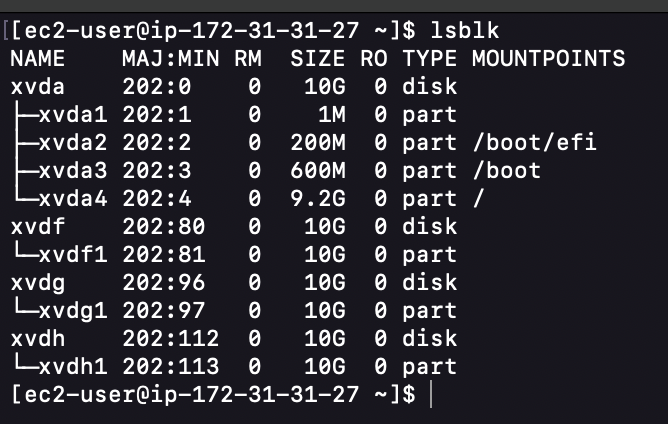 [ec2-user@ip-172-31-31-27 ~]$ lsblk
NAME    MAJ:MIN RM  SIZE RO TYPE MOUNTPOINTS
xvda    202:0    0   10G  0 disk
├─xvda1 202:1    0    1M  0 part
├─xvda2 202:2    0  200M  0 part /boot/efi
├─xvda3 202:3    0  600M  0 part /boot
└─xvda4 202:4    0  9.2G  0 part /
xvdf    202:80   0   10G  0 disk
└─xvdf1 202:81   0   10G  0 part
xvdg    202:96   0   10G  0 disk
└─xvdg1 202:97   0   10G  0 part
xvdh    202:112  0   10G  0 disk
└─xvdh1 202:113  0   10G  0 part
[ec2-user@ip-172-31-31-27 ~]$